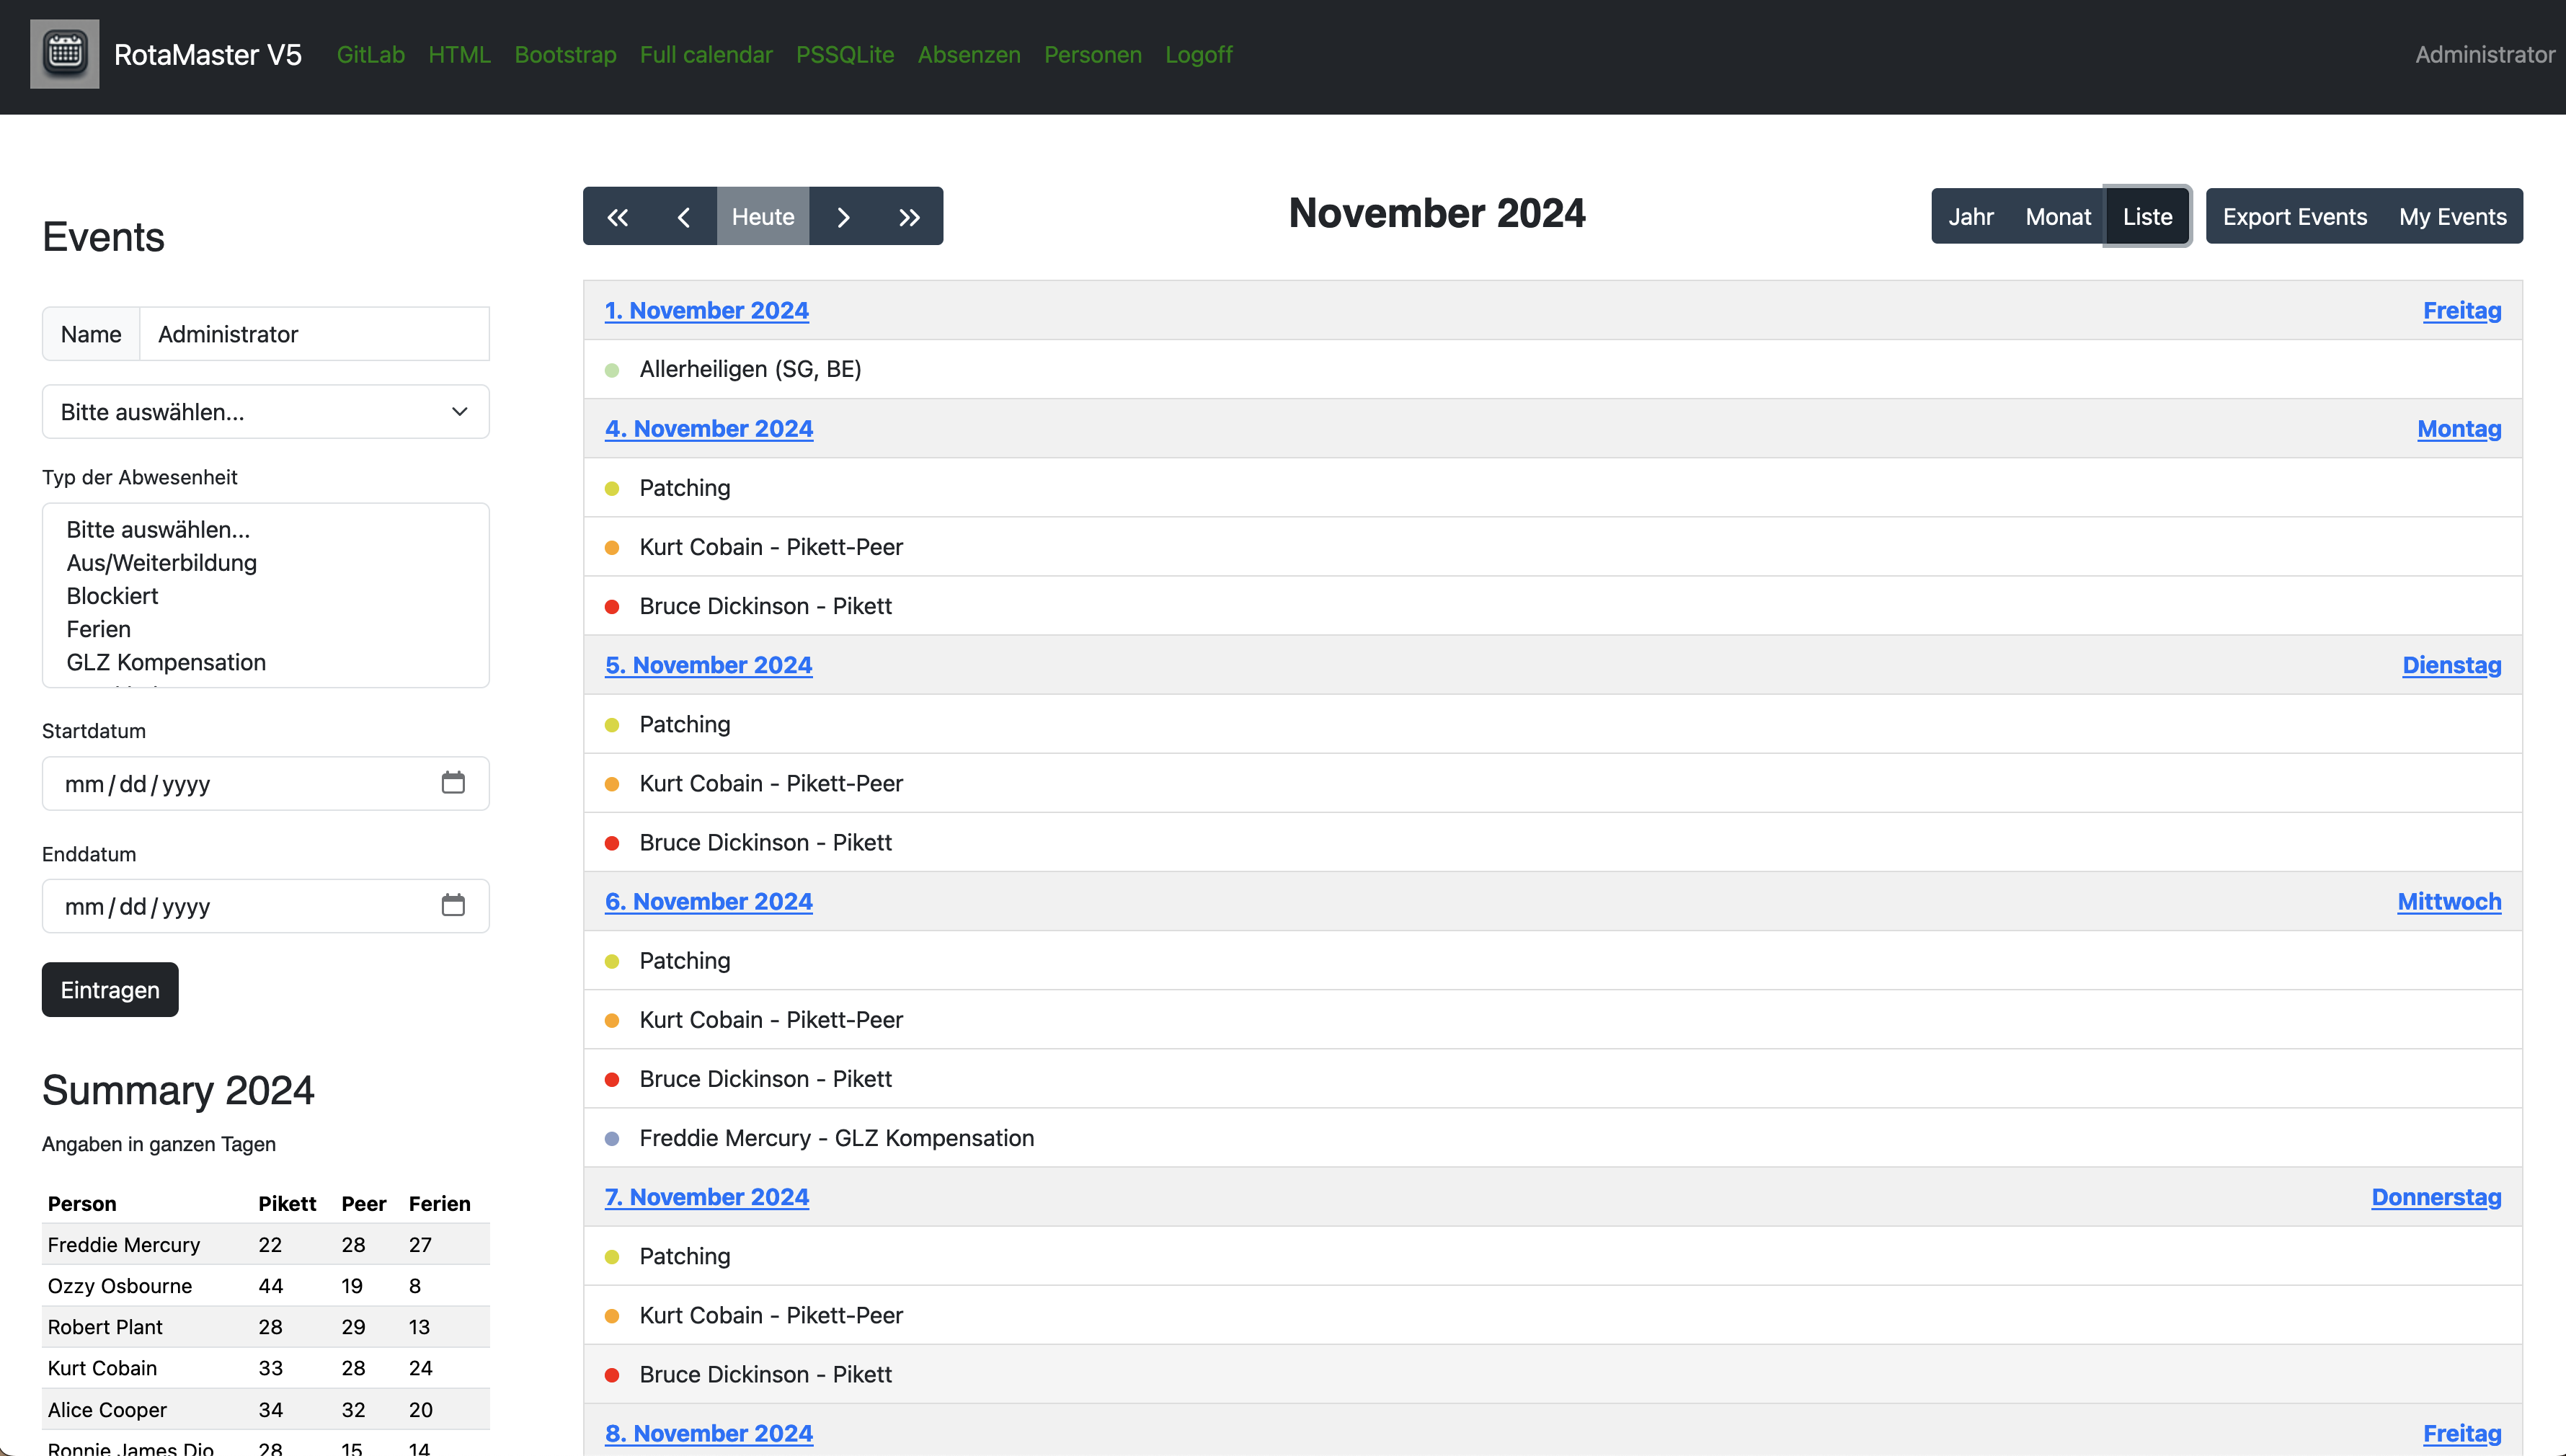 RotaMaster V5 GitLab HTML Bootstrap Full calendar PSSQLite Absenzen Personen Logoff Administrator
Events
Name Administrator
Bitte auswählen...
Typ der Abwesenheit
Bitte auswählen...
Aus/Weiterbildung
Blockiert
Ferien
GLZ Kompensation
Startdatum
mm/dd/yyyy
Enddatum
mm/dd/yyyy
Eintragen
Summary 2024
Angaben in ganzen Tagen
Person Pikett Peer Ferien
Freddie Mercury 22 28 27
Ozzy Osbourne 44 19 8
Robert Plant 28 29 13
Kurt Cobain 33 28 24
Alice Cooper 34 32 20
Ronnie James Dio 28 15 14
Heute November 2024 Jahr Monat Liste Export Events My Events
1. November 2024 Freitag
Allerheiligen (SG, BE)
4. November 2024 Montag
Patching
Kurt Cobain - Pikett-Peer
Bruce Dickinson - Pikett
5. November 2024 Dienstag
Patching
Kurt Cobain - Pikett-Peer
Bruce Dickinson - Pikett
6. November 2024 Mittwoch
Patching
Kurt Cobain - Pikett-Peer
Bruce Dickinson - Pikett
Freddie Mercury - GLZ Kompensation
7. November 2024 Donnerstag
Patching
Kurt Cobain - Pikett-Peer
Bruce Dickinson - Pikett
8. November 2024 Freitag